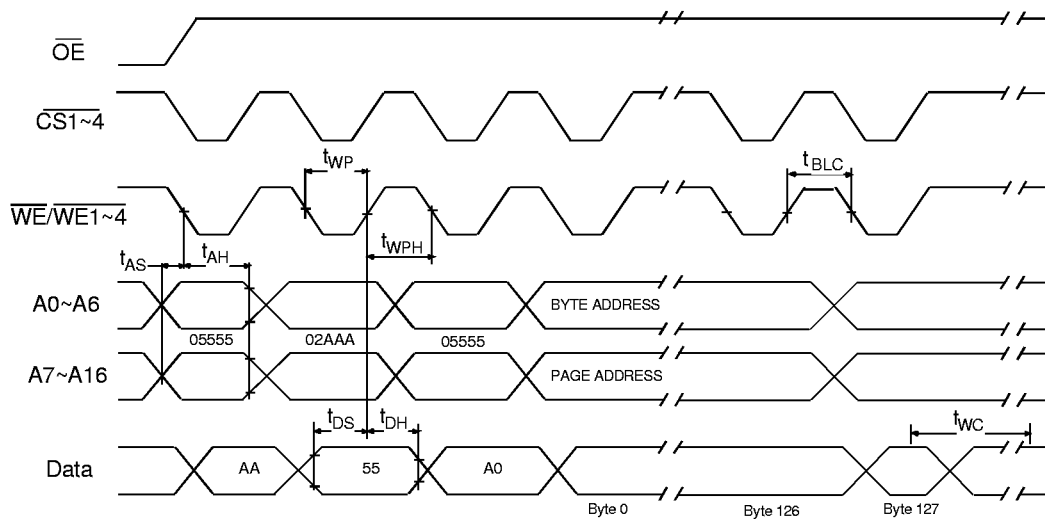 OE
CS1~4
tWP
tBLC
WE/WE1~4
tWPH
tAS tAH
A0~A6 BYTE ADDRESS
05555 02AAA 05555
A7~A16 PAGE ADDRESS
tDS tDH
tWC
Data AA 55 A0
Byte 0 Byte 126 Byte 127